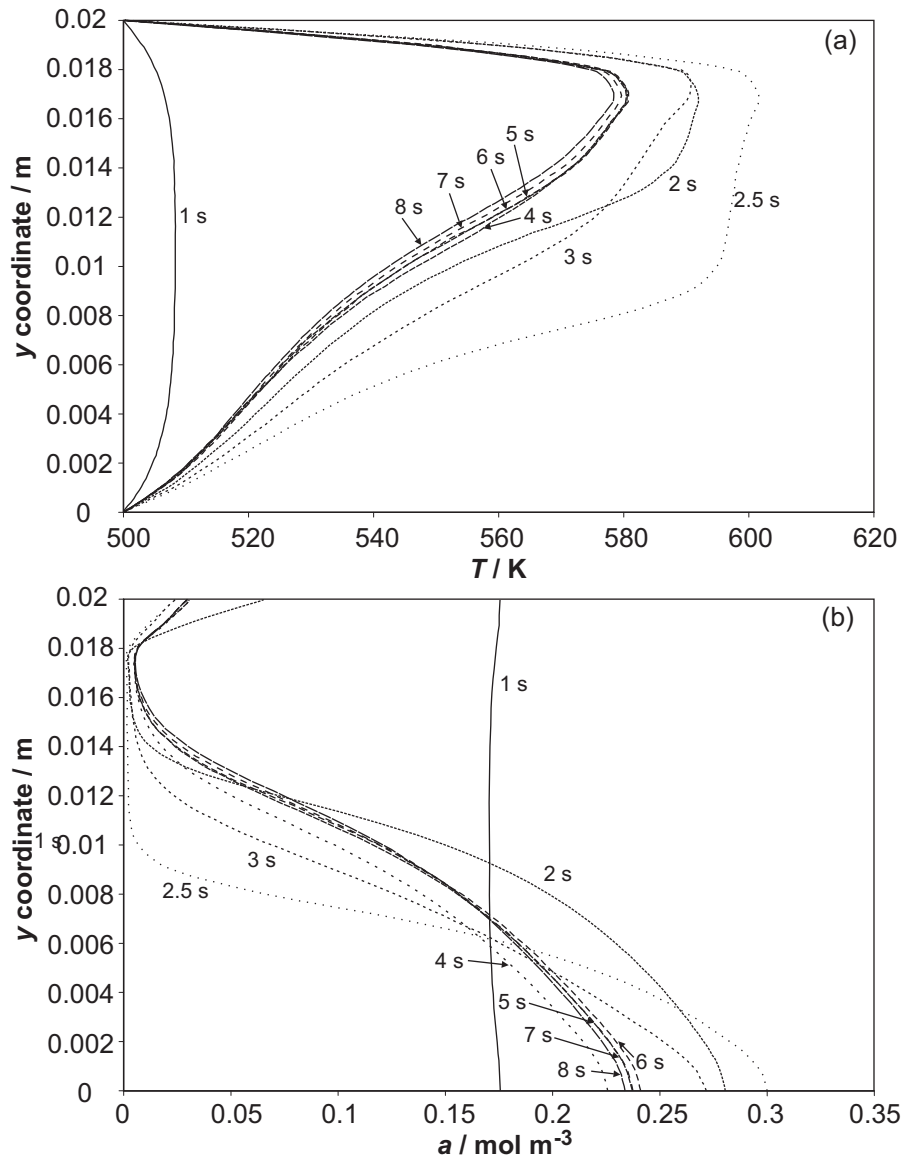 (a)
0.02
0.018
0.016
0.014
0.012
0.01
0.008
0.006
0.004
0.002
0
y coordinate / m
1 s
5 s
6 s
7 s
8 s
4 s
2 s
2.5 s
3 s
500
520
540
560
580
600
620
T / K
(b)
0.02
0.018
0.016
0.014
0.012
0.01
0.008
0.006
0.004
0.002
0
y coordinate / m
1 s
1 s
3 s
2 s
2.5 s
4 s
5 s
7 s
6 s
8 s
0
0.05
0.1
0.15
0.2
0.25
0.3
0.35
a / mol m⁻³